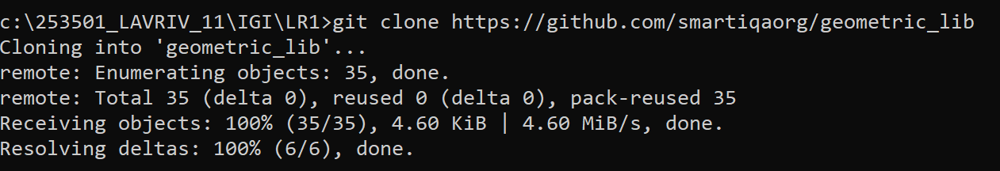 c:\253501_LAVRIV_11\IGI\LR1>git clone https://github.com/smartiqaorg/geometric_lib
Cloning into 'geometric_lib'...
remote: Enumerating objects: 35, done.
remote: Total 35 (delta 0), reused 0 (delta 0), pack-reused 35
Receiving objects: 100% (35/35), 4.60 KiB | 4.60 MiB/s, done.
Resolving deltas: 100% (6/6), done.